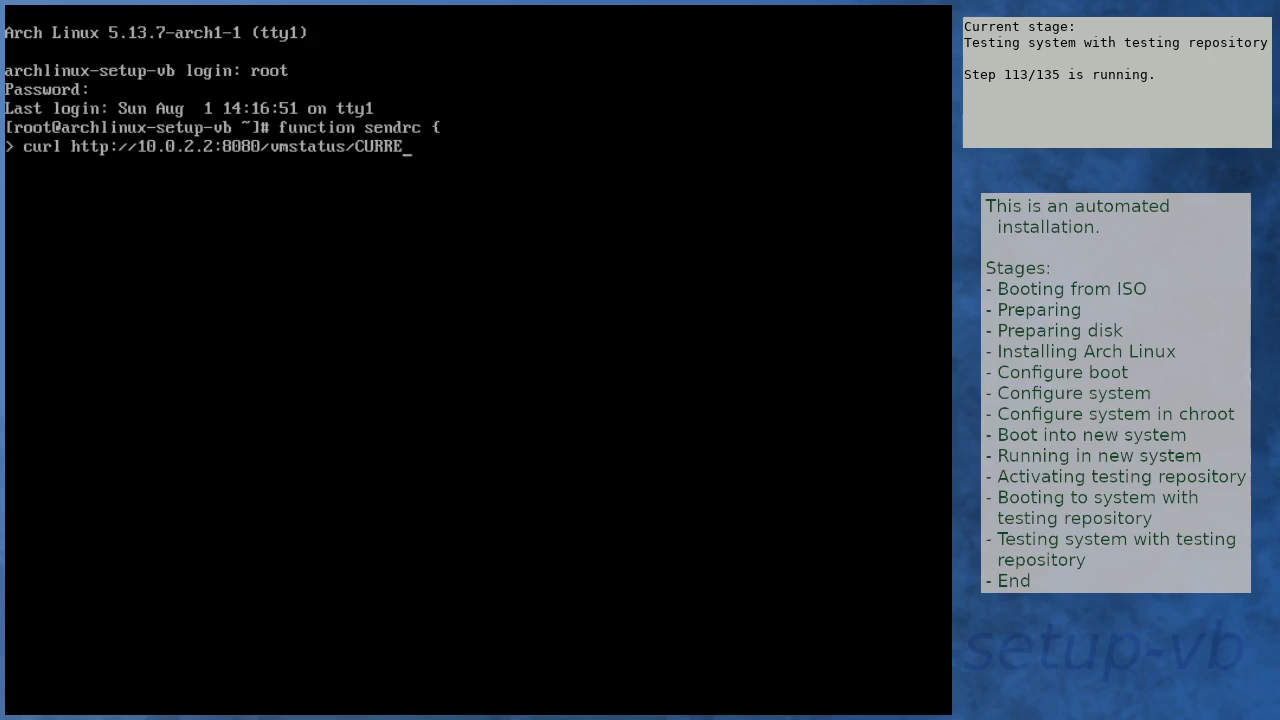 Arch Linux 5.13.7-arch1-1 (tty1)
archlinux-setup-vb login: root
Password:
Last login: Sun Aug  1 14:16:51 on tty1
[root@archlinux-setup-vb ~]# function sendrc {
> curl http://10.0.2.2:8080/vmstatus/CURRE_
Current stage:
Testing system with testing repository
Step 113/135 is running.
This is an automated
installation.
Stages:
- Booting from ISO
- Preparing
- Preparing disk
- Installing Arch Linux
- Configure boot
- Configure system
- Configure system in chroot
- Boot into new system
- Running in new system
- Activating testing repository
- Booting to system with
testing repository
- Testing system with testing
repository
- End
setup-vb